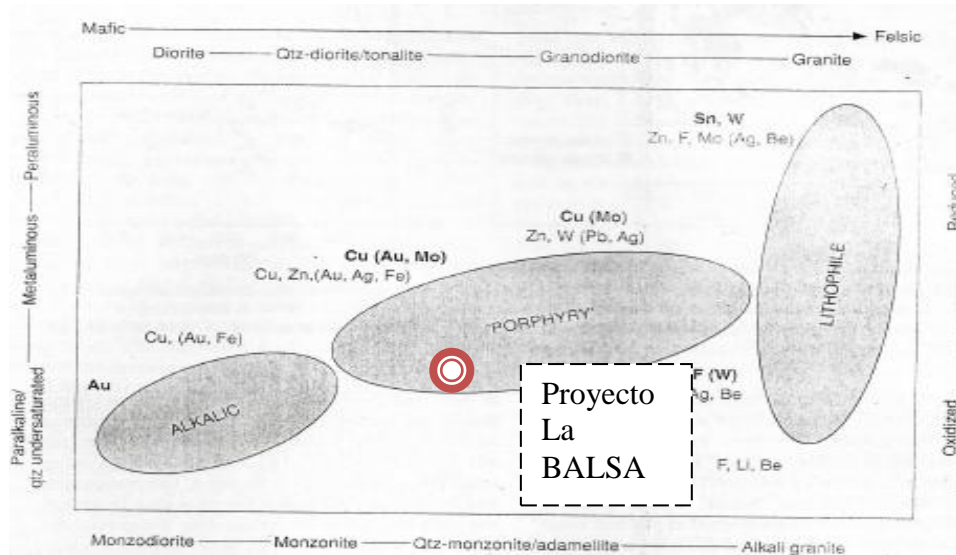 Mafic Felsic
Diorite Qtz-diorite/tonalite Granodiorite Granite
Peraluminous
Metaluminous
Paralkaline/
qtz undersaturated
Reduced
Oxidized
Sn, W
Zn, F, Mo (Ag, Be)
Cu (Mo)
Zn, W (Pb, Ag)
Cu (Au, Mo)
Cu, Zn,(Au, Ag, Fe)
"PORPHYRY"
LITHOPHILE
Cu, (Au, Fe)
Au
ALKALIC
F (W)
Ag, Be
Proyecto
La
BALSA
F, Li, Be
Monzodiorite Monzonite Qtz-monzonite/adamellite Alkali granite